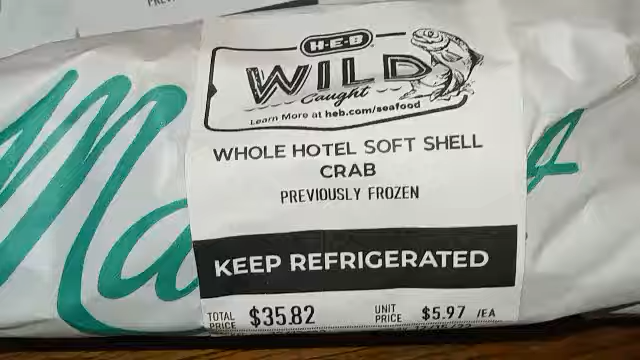 H-E-B
WILD
Caught
Learn More at heb.com/seafood
WHOLE HOTEL SOFT SHELL
CRAB
PREVIOUSLY FROZEN
KEEP REFRIGERATED
TOTAL PRICE $35.82 UNIT PRICE $5.97 /EA